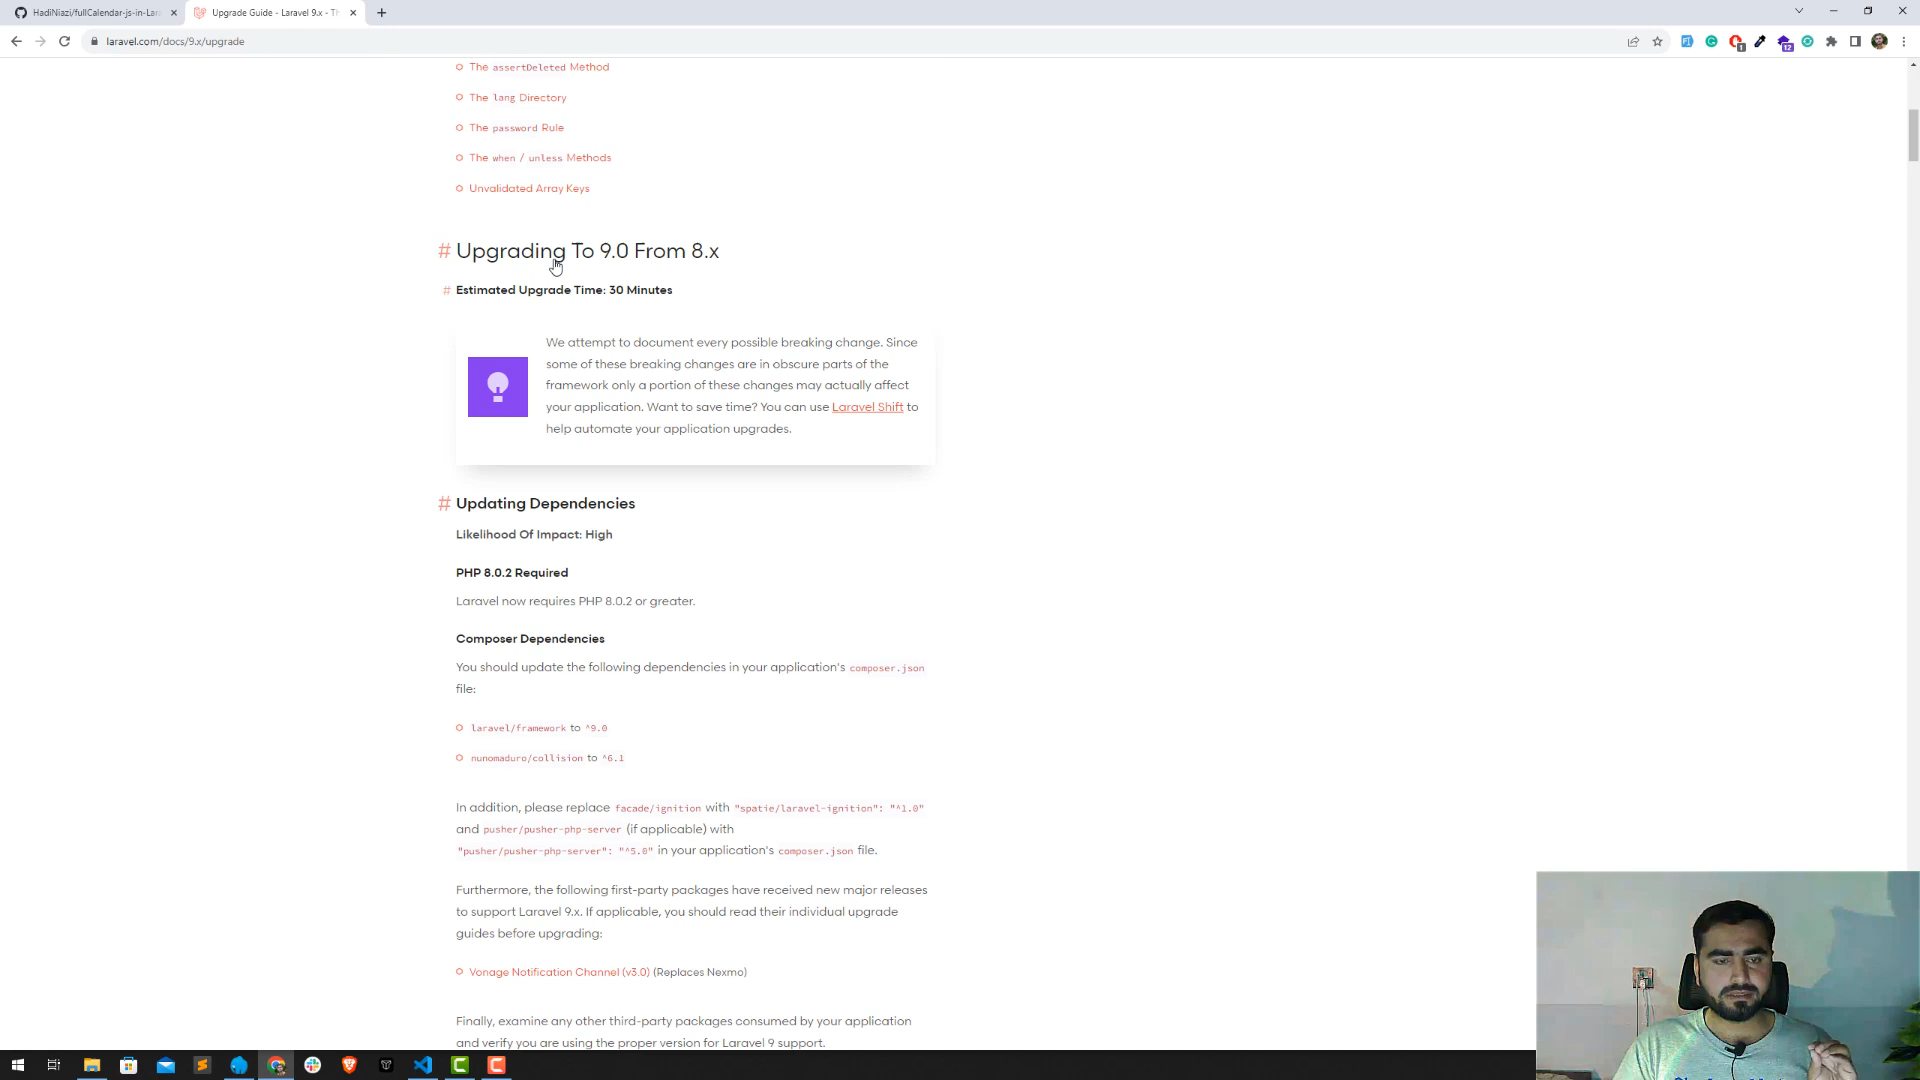 HadiNiazi/fullCalendar-js-in-Lara
Upgrade Guide - Laravel 9.x - Th
laravel.com/docs/9.x/upgrade
1
12
The assertDeleted Method
The lang Directory
The password Rule
The when / unless Methods
Unvalidated Array Keys
# Upgrading To 9.0 From 8.x
# Estimated Upgrade Time: 30 Minutes
We attempt to document every possible breaking change. Since
some of these breaking changes are in obscure parts of the
framework only a portion of these changes may actually affect
your application. Want to save time? You can use Laravel Shift to
help automate your application upgrades.
# Updating Dependencies
Likelihood Of Impact: High
PHP 8.0.2 Required
Laravel now requires PHP 8.0.2 or greater.
Composer Dependencies
You should update the following dependencies in your application's composer.json
file:
laravel/framework to ^9.0
nunomaduro/collision to ^6.1
In addition, please replace facade/ignition with "spatie/laravel-ignition": "^1.0"
and pusher/pusher-php-server (if applicable) with
"pusher/pusher-php-server": "^5.0" in your application's composer.json file.
Furthermore, the following first-party packages have received new major releases
to support Laravel 9.x. If applicable, you should read their individual upgrade
guides before upgrading:
Vonage Notification Channel (v3.0) (Replaces Nexmo)
Finally, examine any other third-party packages consumed by your application
and verify you are using the proper version for Laravel 9 support.